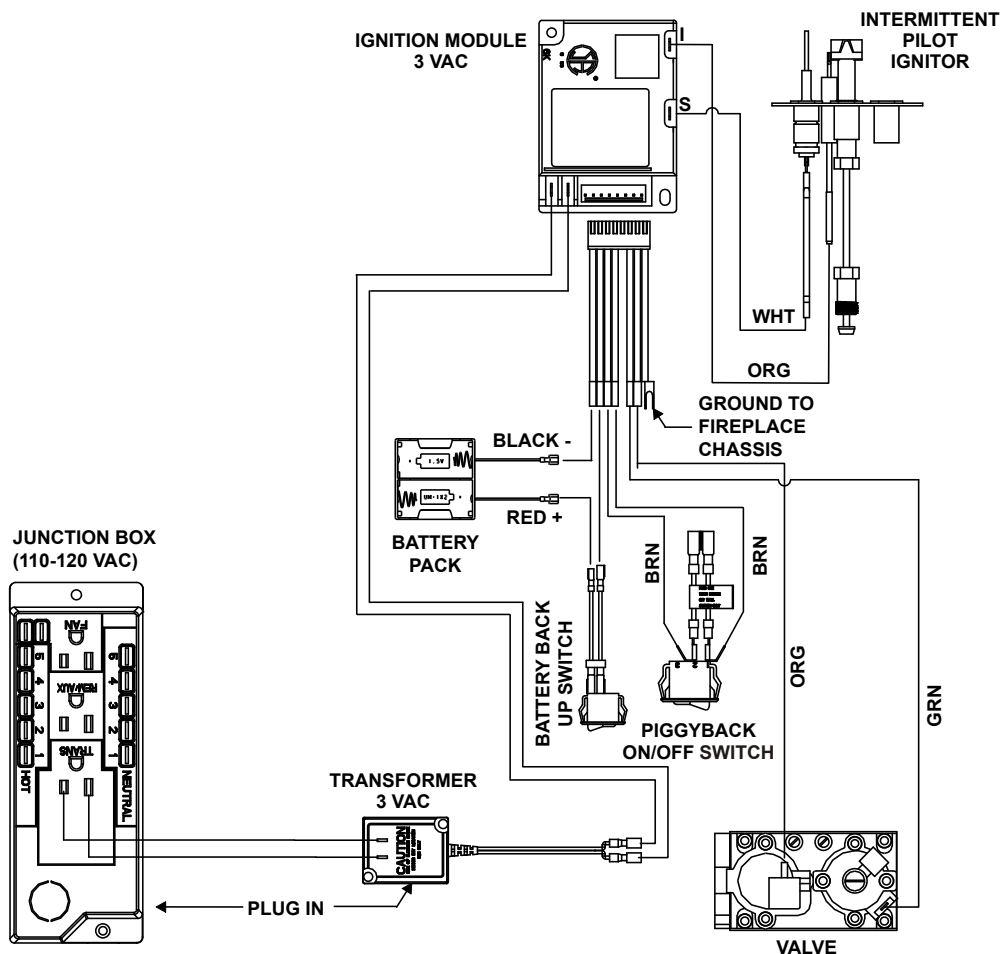 IGNITION MODULE
3 VAC
I
S
INTERMITTENT
PILOT
IGNITOR
WHT
ORG
GROUND TO
FIREPLACE
CHASSIS
BLACK -
1.5V
UM-1X2
RED +
BATTERY
PACK
JUNCTION BOX
(110-120 VAC)
FAN
REM/AUX
TRANS
5
4
3
2
1
HOT
5
4
3
2
1
NEUTRAL
BATTERY BACK
UP SWITCH
BRN
BRN
PIGGYBACK
ON/OFF SWITCH
ORG
GRN
TRANSFORMER
3 VAC
CAUTION
PLUG IN
VALVE